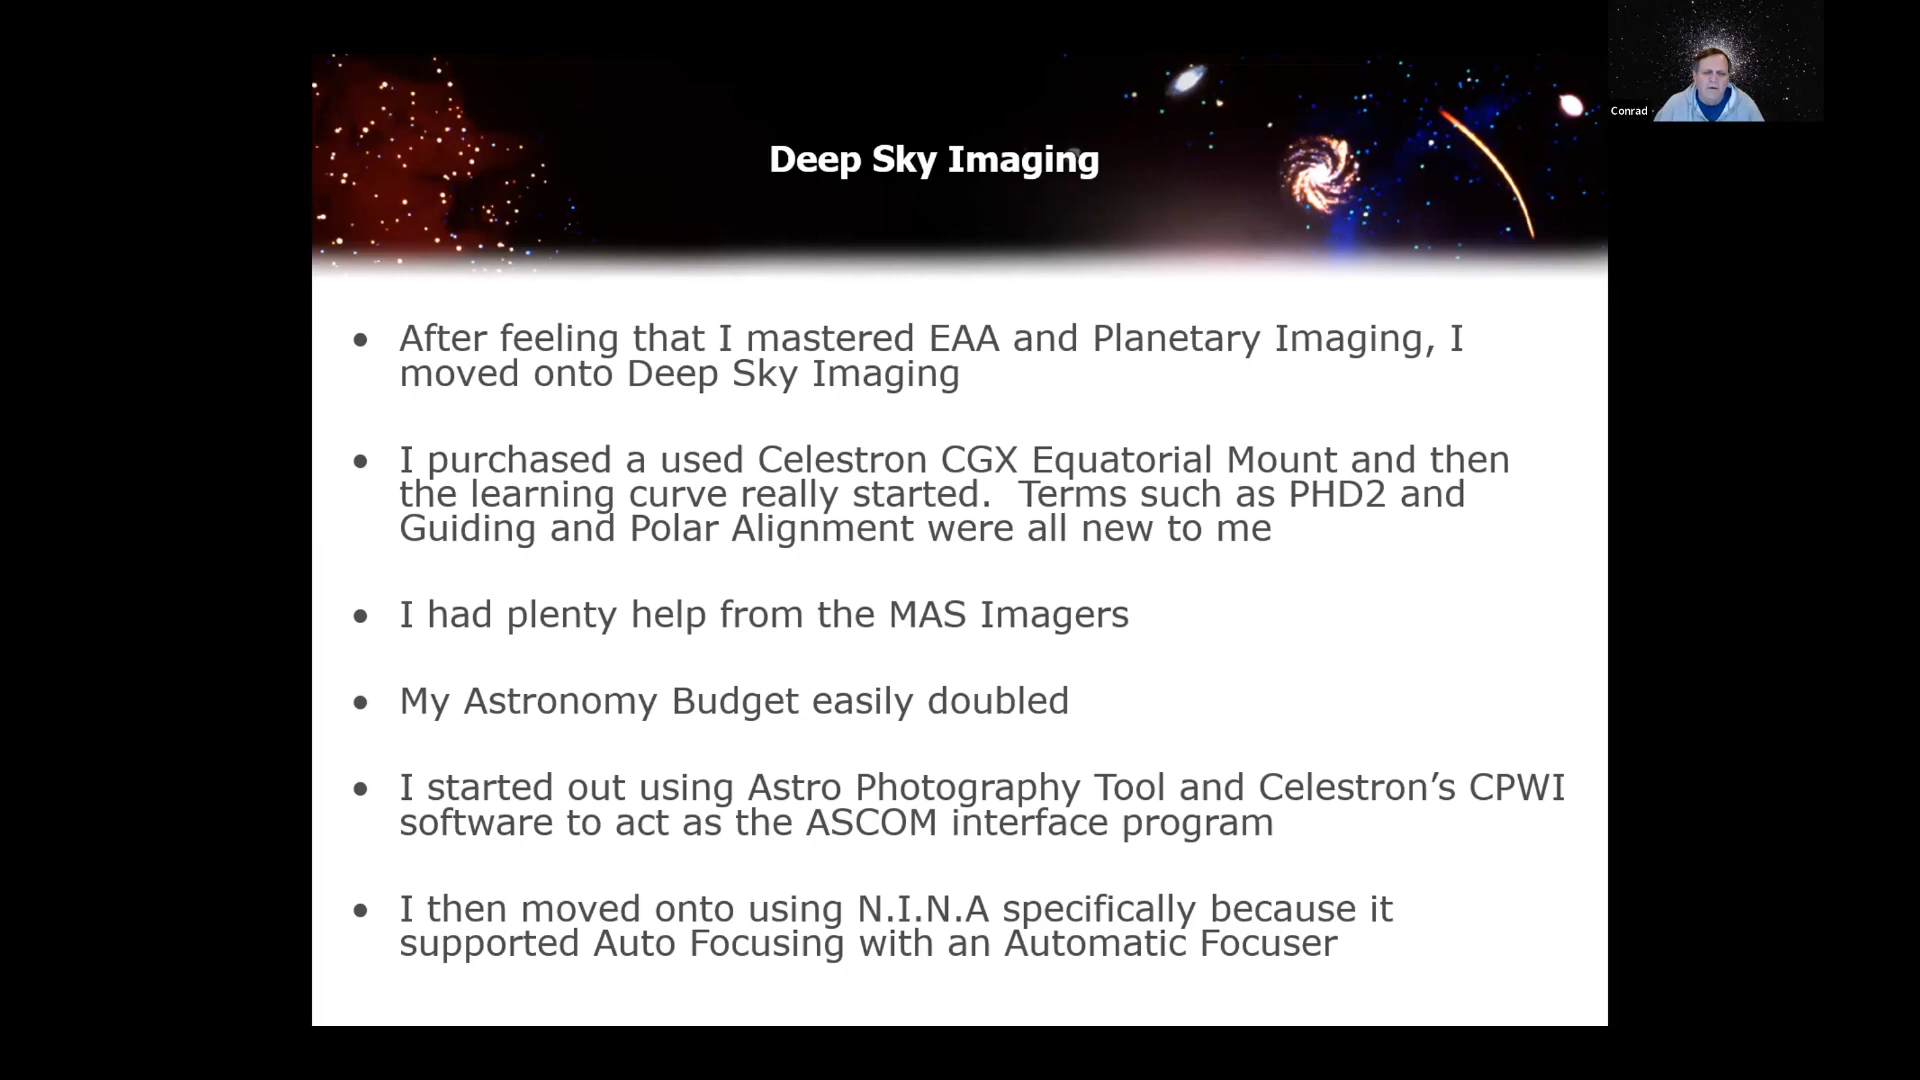 Deep Sky Imaging
Conrad
• After feeling that I mastered EAA and Planetary Imaging, I
moved onto Deep Sky Imaging
• I purchased a used Celestron CGX Equatorial Mount and then
the learning curve really started.  Terms such as PHD2 and
Guiding and Polar Alignment were all new to me
• I had plenty help from the MAS Imagers
• My Astronomy Budget easily doubled
• I started out using Astro Photography Tool and Celestron’s CPWI
software to act as the ASCOM interface program
• I then moved onto using N.I.N.A specifically because it
supported Auto Focusing with an Automatic Focuser